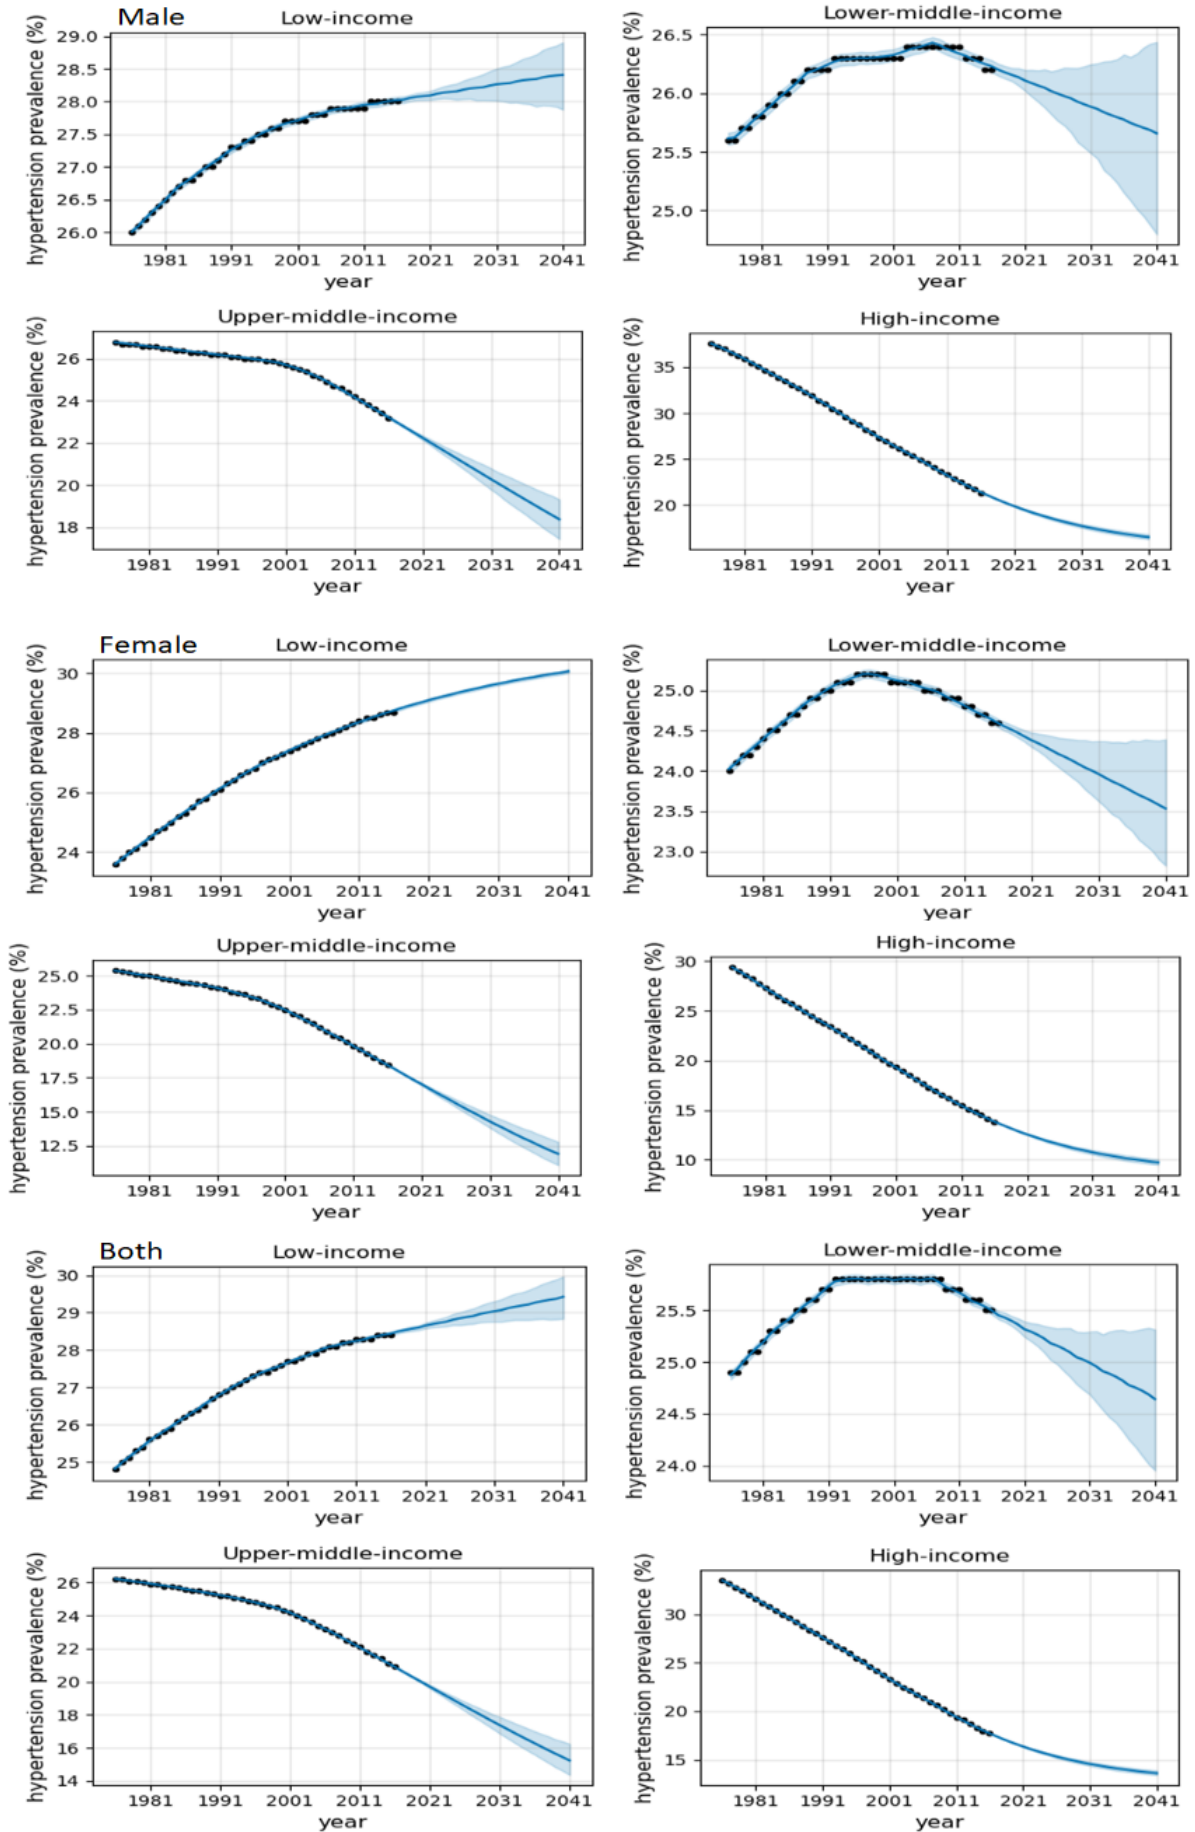 Male
Low-income
hypertension prevalence (%)
29.0
28.5
28.0
27.5
27.0
26.5
26.0
1981 1991 2001 2011 2021 2031 2041
year
Lower-middle-income
hypertension prevalence (%)
26.5
26.0
25.5
25.0
1981 1991 2001 2011 2021 2031 2041
year
Upper-middle-income
hypertension prevalence (%)
26
24
22
20
18
1981 1991 2001 2011 2021 2031 2041
year
High-income
hypertension prevalence (%)
35
30
25
20
1981 1991 2001 2011 2021 2031 2041
year
Female
Low-income
hypertension prevalence (%)
30
28
26
24
1981 1991 2001 2011 2021 2031 2041
year
Lower-middle-income
hypertension prevalence (%)
25.0
24.5
24.0
23.5
23.0
1981 1991 2001 2011 2021 2031 2041
year
Upper-middle-income
hypertension prevalence (%)
25.0
22.5
20.0
17.5
15.0
12.5
1981 1991 2001 2011 2021 2031 2041
year
High-income
hypertension prevalence (%)
30
25
20
15
10
1981 1991 2001 2011 2021 2031 2041
year
Both
Low-income
hypertension prevalence (%)
30
29
28
27
26
25
1981 1991 2001 2011 2021 2031 2041
year
Lower-middle-income
hypertension prevalence (%)
25.5
25.0
24.5
24.0
1981 1991 2001 2011 2021 2031 2041
year
Upper-middle-income
hypertension prevalence (%)
26
24
22
20
18
16
14
1981 1991 2001 2011 2021 2031 2041
year
High-income
hypertension prevalence (%)
30
25
20
15
1981 1991 2001 2011 2021 2031 2041
year